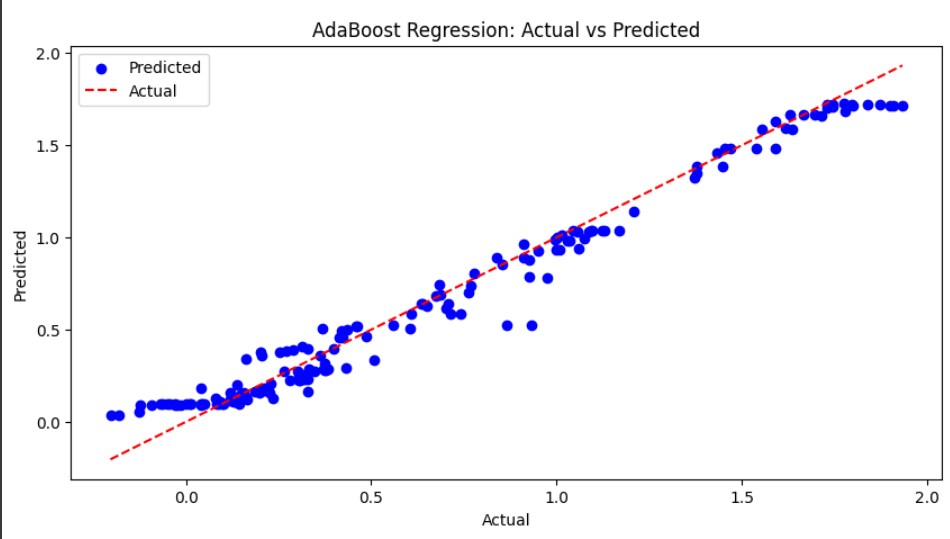 AdaBoost Regression: Actual vs Predicted
Predicted
Actual
2.0
1.5
1.0
0.5
0.0
Predicted
0.0 0.5 1.0 1.5 2.0
Actual